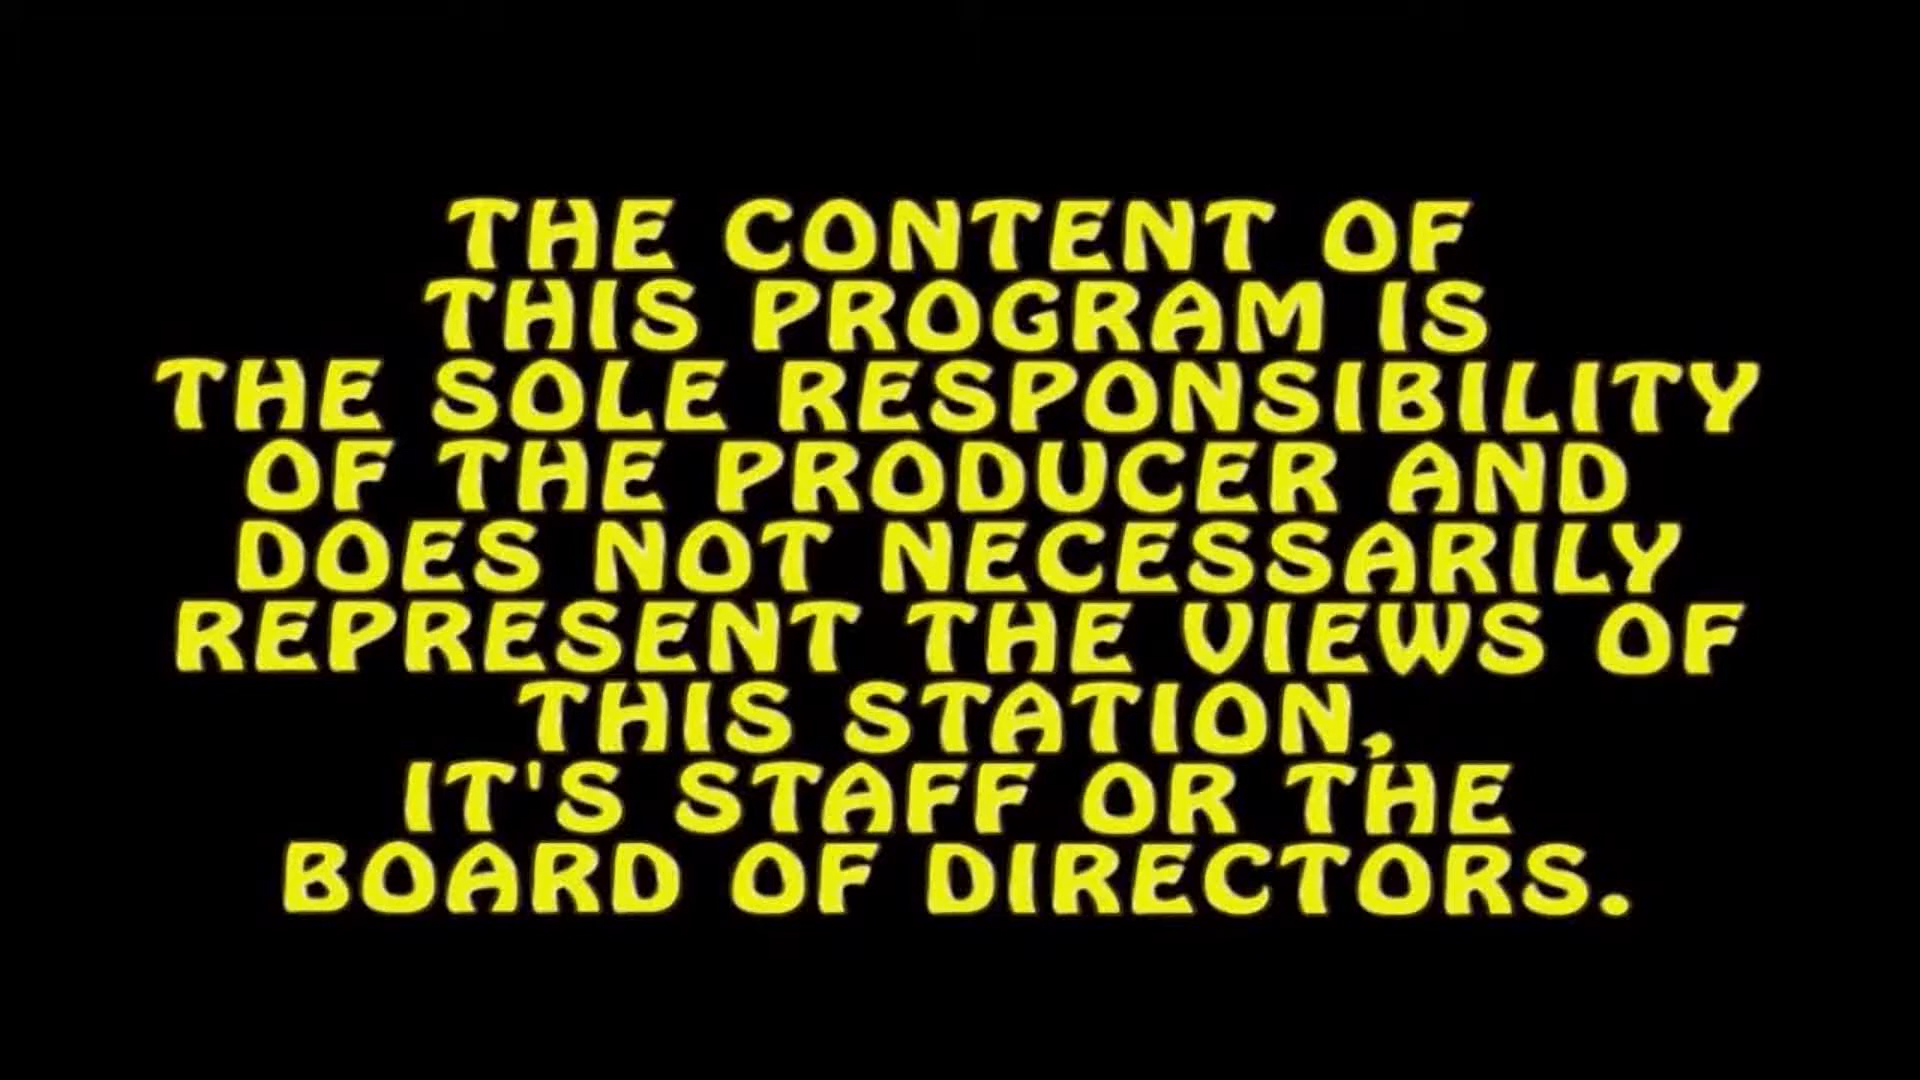 THE CONTENT OF
THIS PROGRAM IS
THE SOLE RESPONSIBILITY
OF THE PRODUCER AND
DOES NOT NECESSARILY
REPRESENT THE VIEWS OF
THIS STATION,
IT'S STAFF OR THE
BOARD OF DIRECTORS.